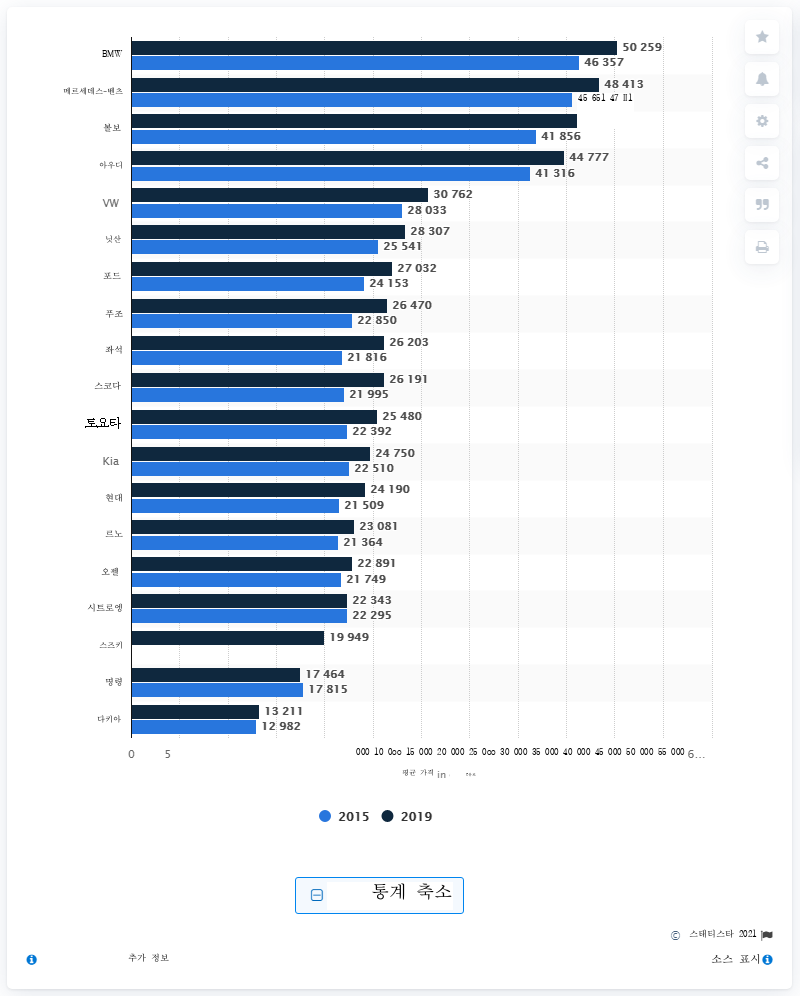 BMW 50 259
46 357
메르세데스-벤츠 48 413
45 661 47 111
볼보
41 856
아우디 44 777
41 316
VW 30 762
28 033
닛산 28 307
25 541
포드 27 032
24 153
푸조 26 470
22 850
좌석 26 203
21 816
스코다 26 191
21 995
토요타 25 480
22 392
Kia 24 750
22 510
현대 24 190
21 509
르노 23 081
21 364
오펠 22 891
21 749
시트로엥 22 343
22 295
스즈키 19 949
명령 17 464
17 815
다키아 13 211
12 982
0 5 000 10 000 15 000 20 000 25 000 30 000 35 000 40 000 45 000 50 000 55 000 6...
평균 가격 in
2015 2019
통계 축소
© 스태티스타 2021
추가 정보 소스 표시